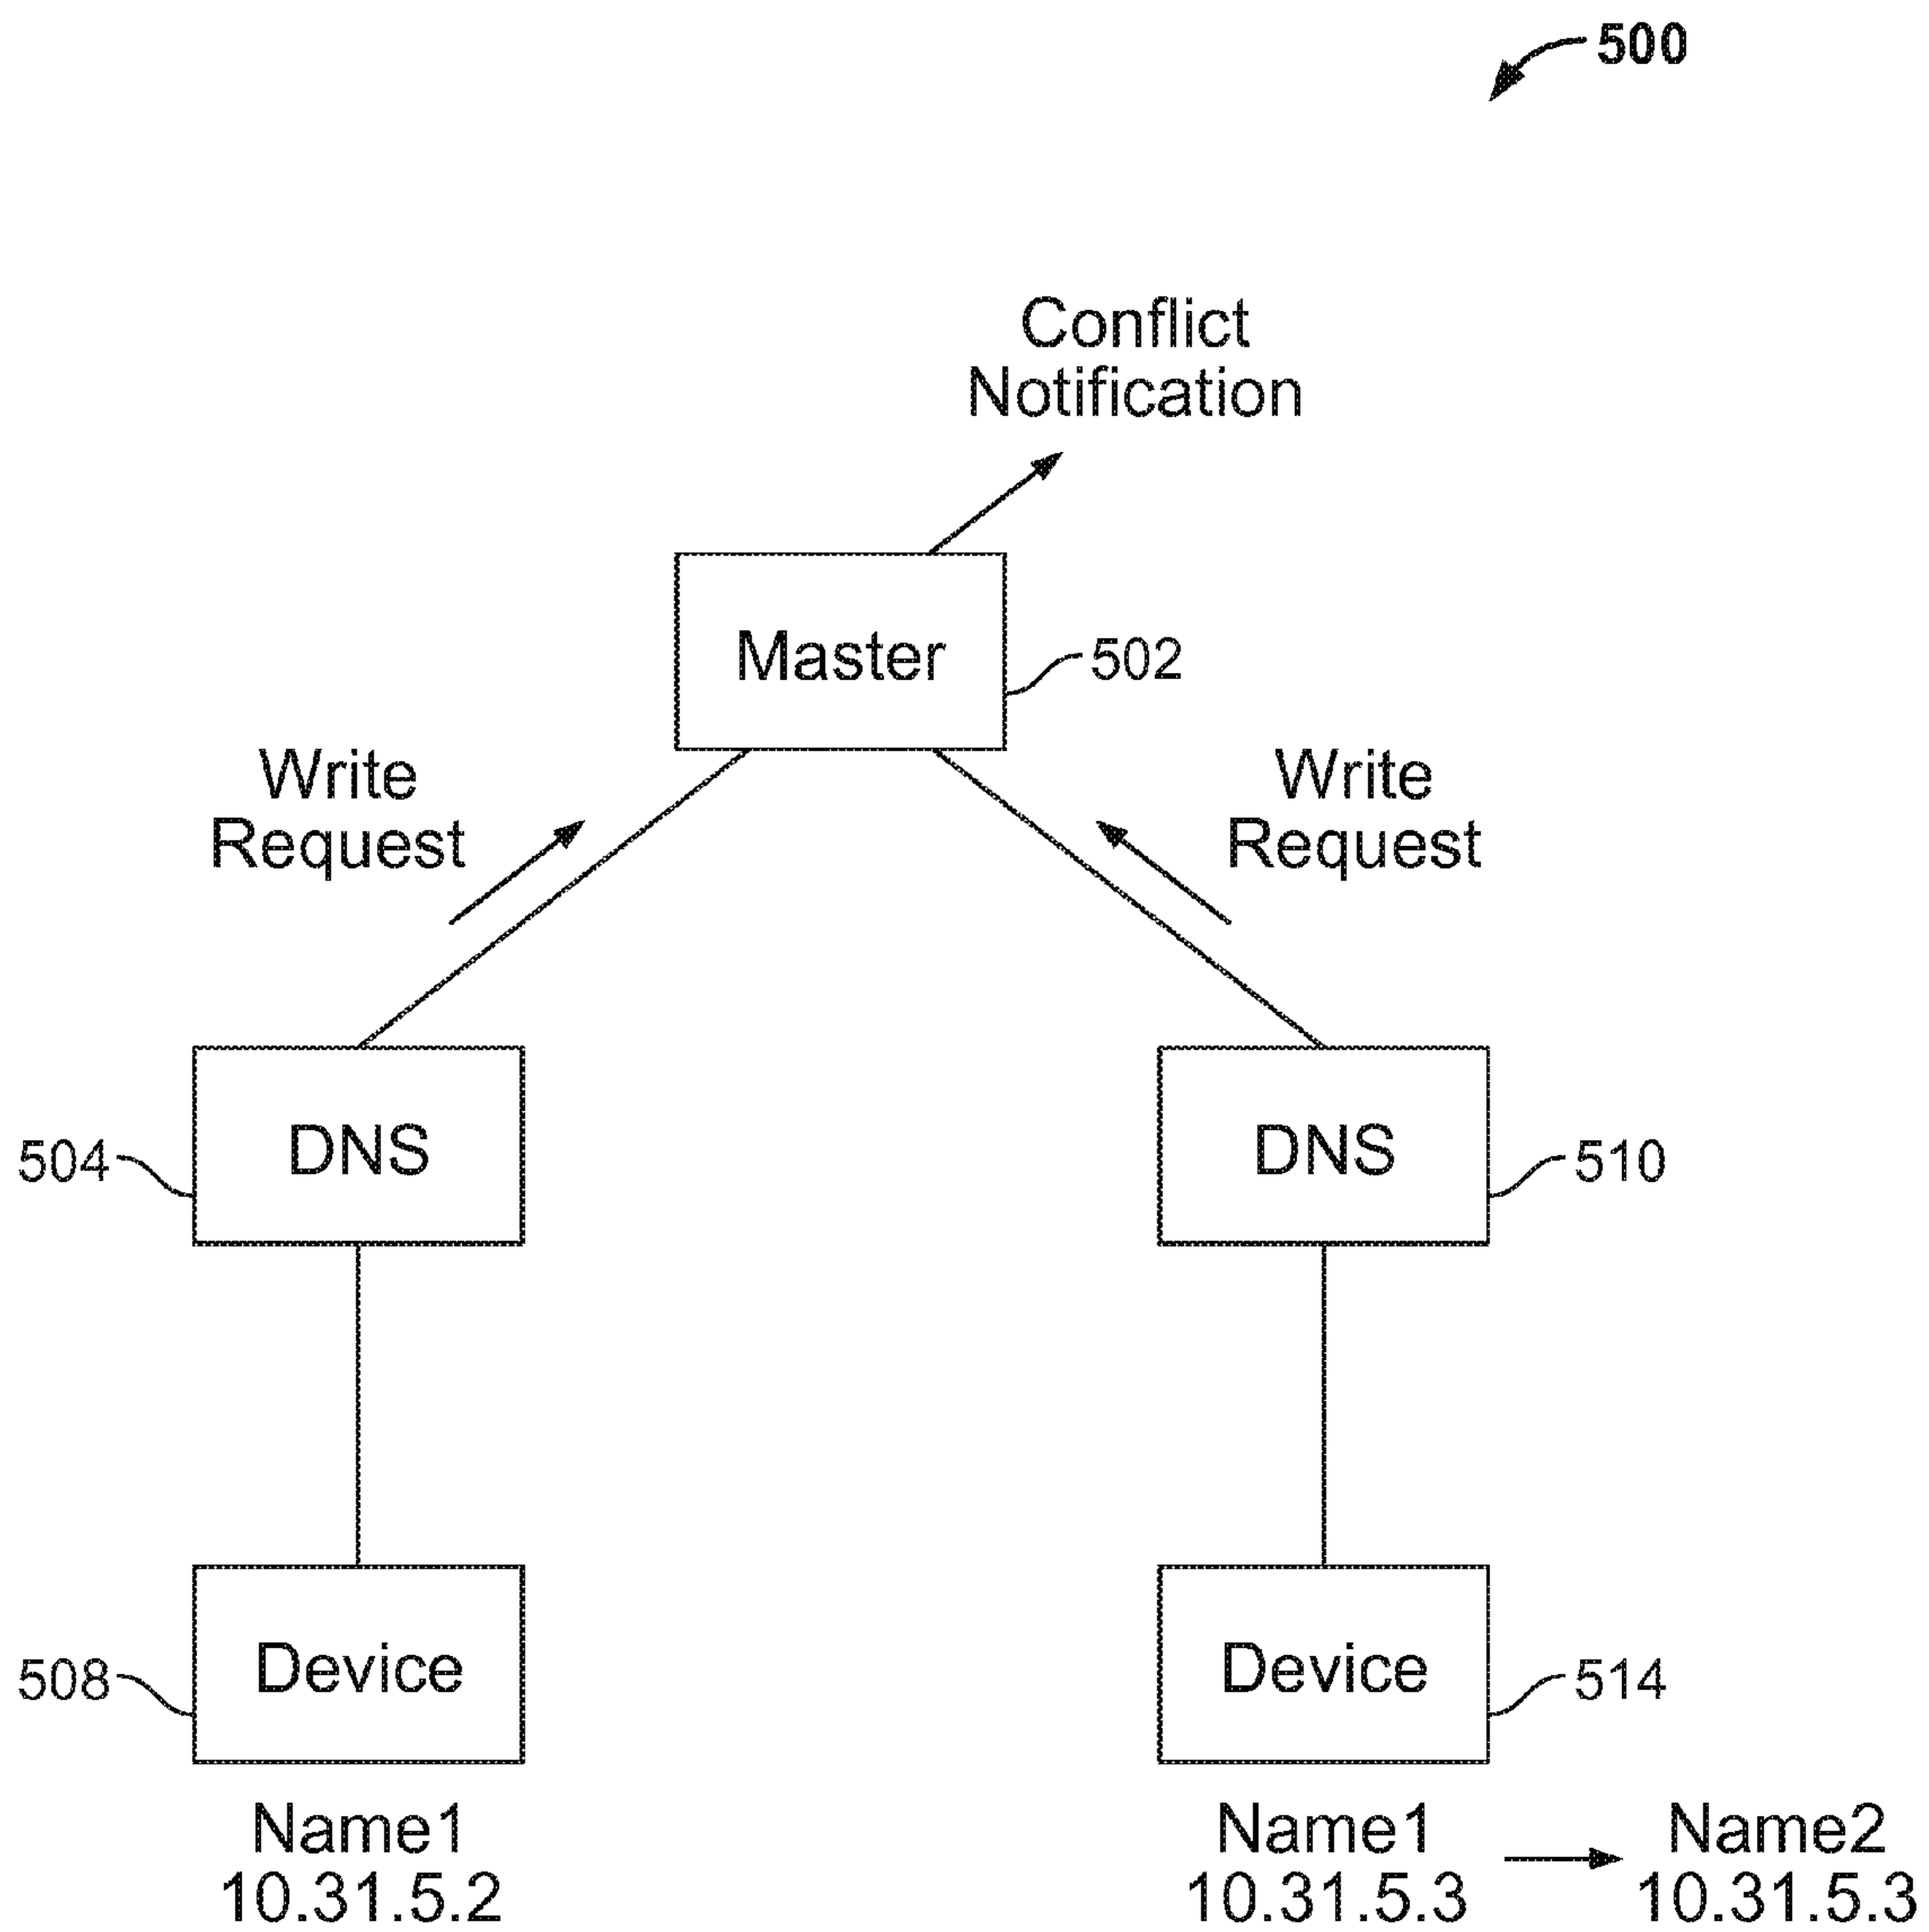 500
Conflict
Notification
Master
502
Write
Request
Write
Request
DNS
504
DNS
510
Device
508
Device
514
Name1
10.31.5.2
Name1
10.31.5.3
Name2
10.31.5.3